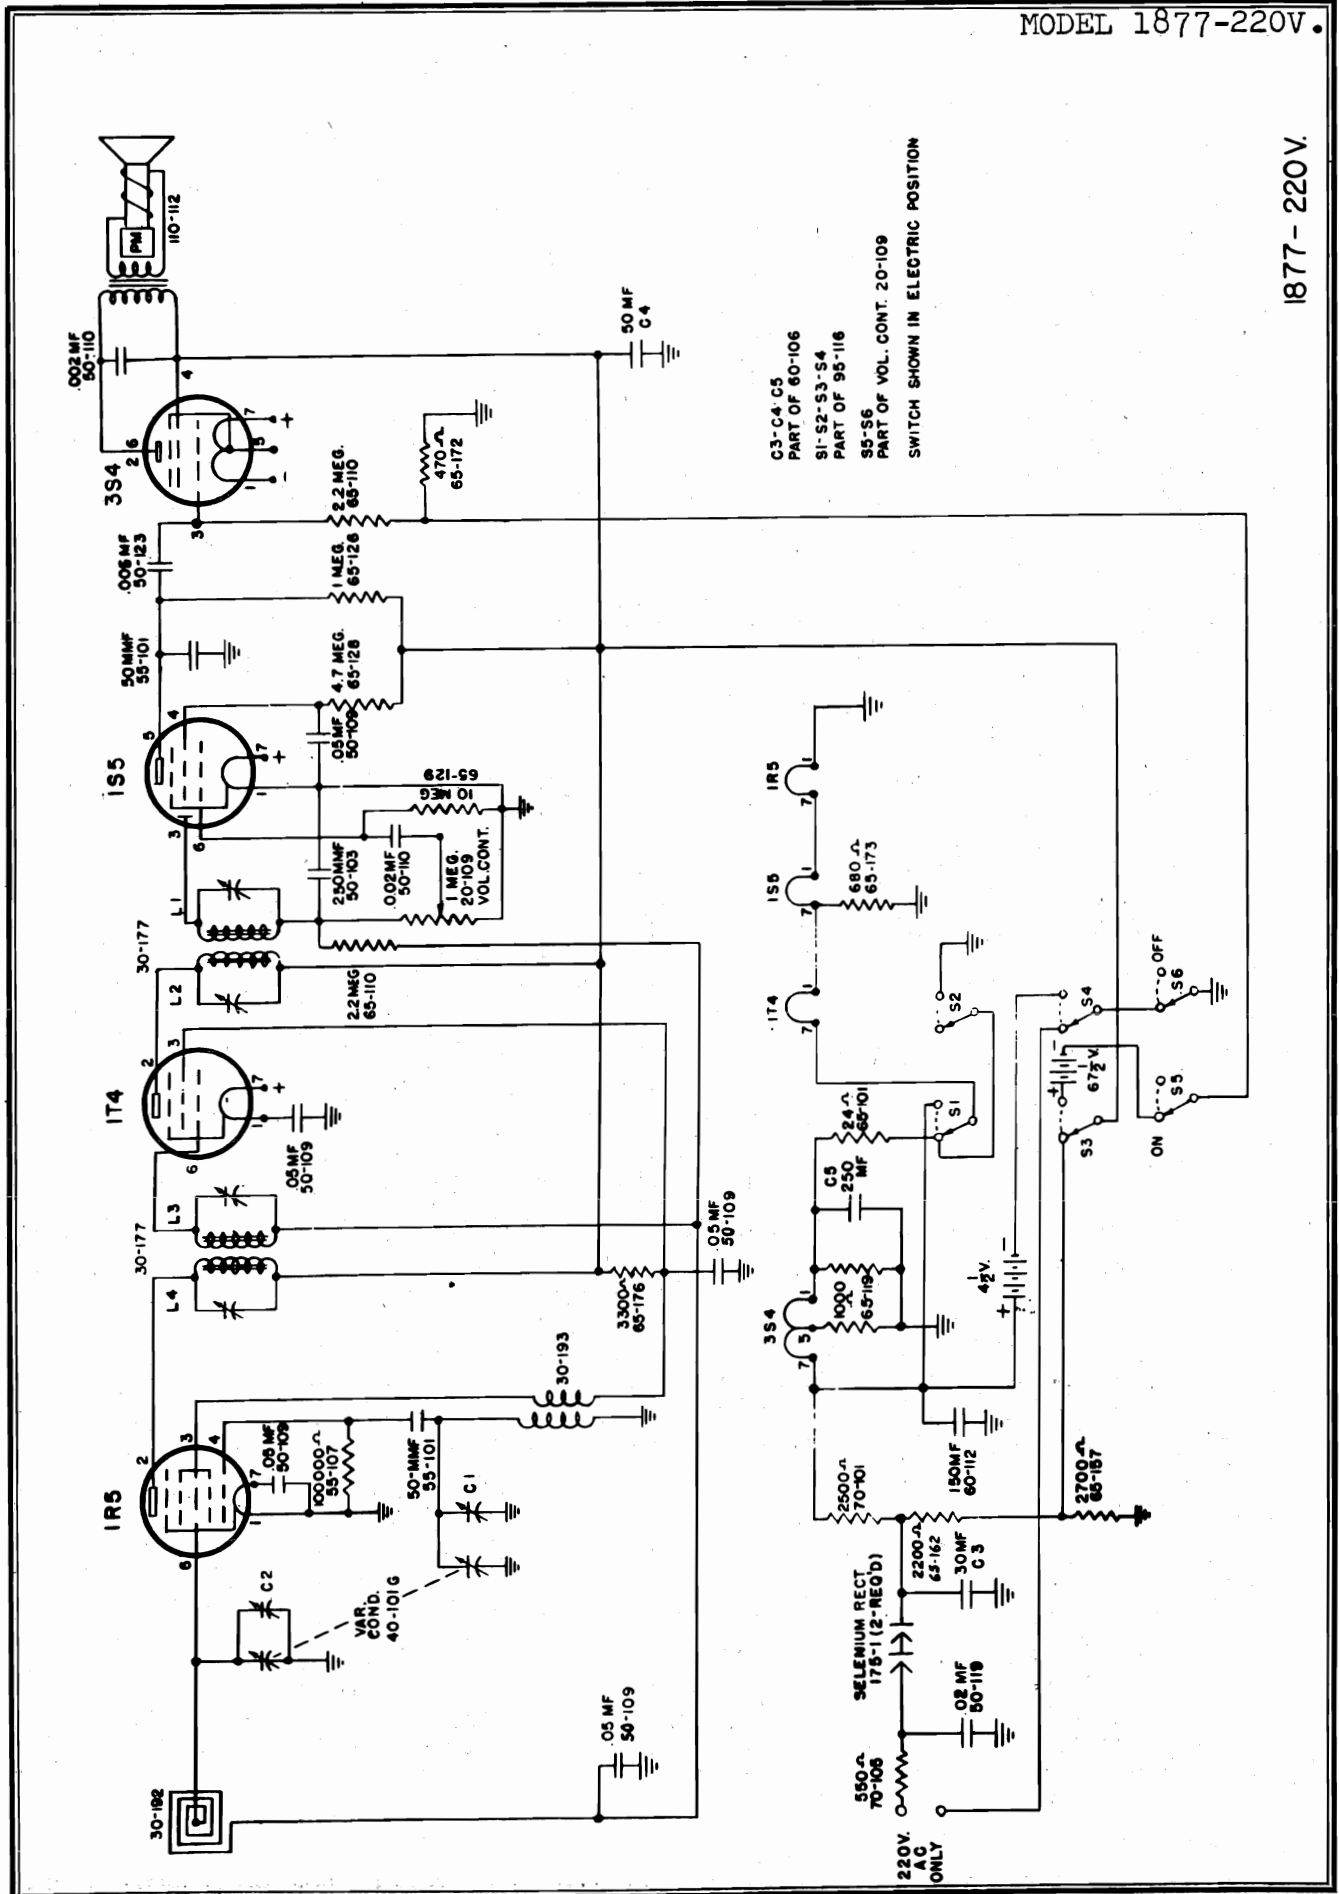 MODEL 1877-220V.
1877-220V.
30-192
1R5
2
3
4
6
7
1
.05 MF
50-109
100000Ω
55-107
50-MMF
55-101
C1
C2
VAR.
COND.
40-101G
30-193
.05 MF
50-109
30-177
L4
L3
3300Ω
65-176
.05 MF
50-109
1T4
2
3
6
7
1
+
.05 MF
50-109
30-177
L2
L1
2.2 MEG
65-110
1S5
5
4
3
6
7
1
+
250MMF
50-103
0.02MF
50-110
1 MEG.
20-109
VOL.CONT.
10 MEG
65-129
.05MF
50-109
4.7 MEG.
65-128
50MMF
55-101
1 MEG.
65-126
.005MF
50-123
3S4
2
6
4
3
7
5
1
+
-
2.2 MEG.
65-110
470Ω
65-172
.002MF
50-110
PM
110-112
50 MF
C4
C3-C4-C5
PART OF 60-106
S1-S2-S3-S4
PART OF 95-116
S5-S6
PART OF VOL. CONT. 20-109
SWITCH SHOWN IN ELECTRIC POSITION
220V.
AC
ONLY
550Ω
70-105
.02 MF
50-119
SELENIUM RECT
175-1 (2-REQ'D)
30MF
C3
2500Ω
70-101
2200Ω
65-162
150MF
60-112
2700Ω
65-157
3S4
7
5
1
1000
Ω
65-119
C5
250
MF
24Ω
65-101
S1
+
-
4½V.
1T4
7
1
1S5
7
1
680Ω
65-173
1R5
7
1
S2
S3
+
-
67½V.
S4
ON
S5
OFF
S6